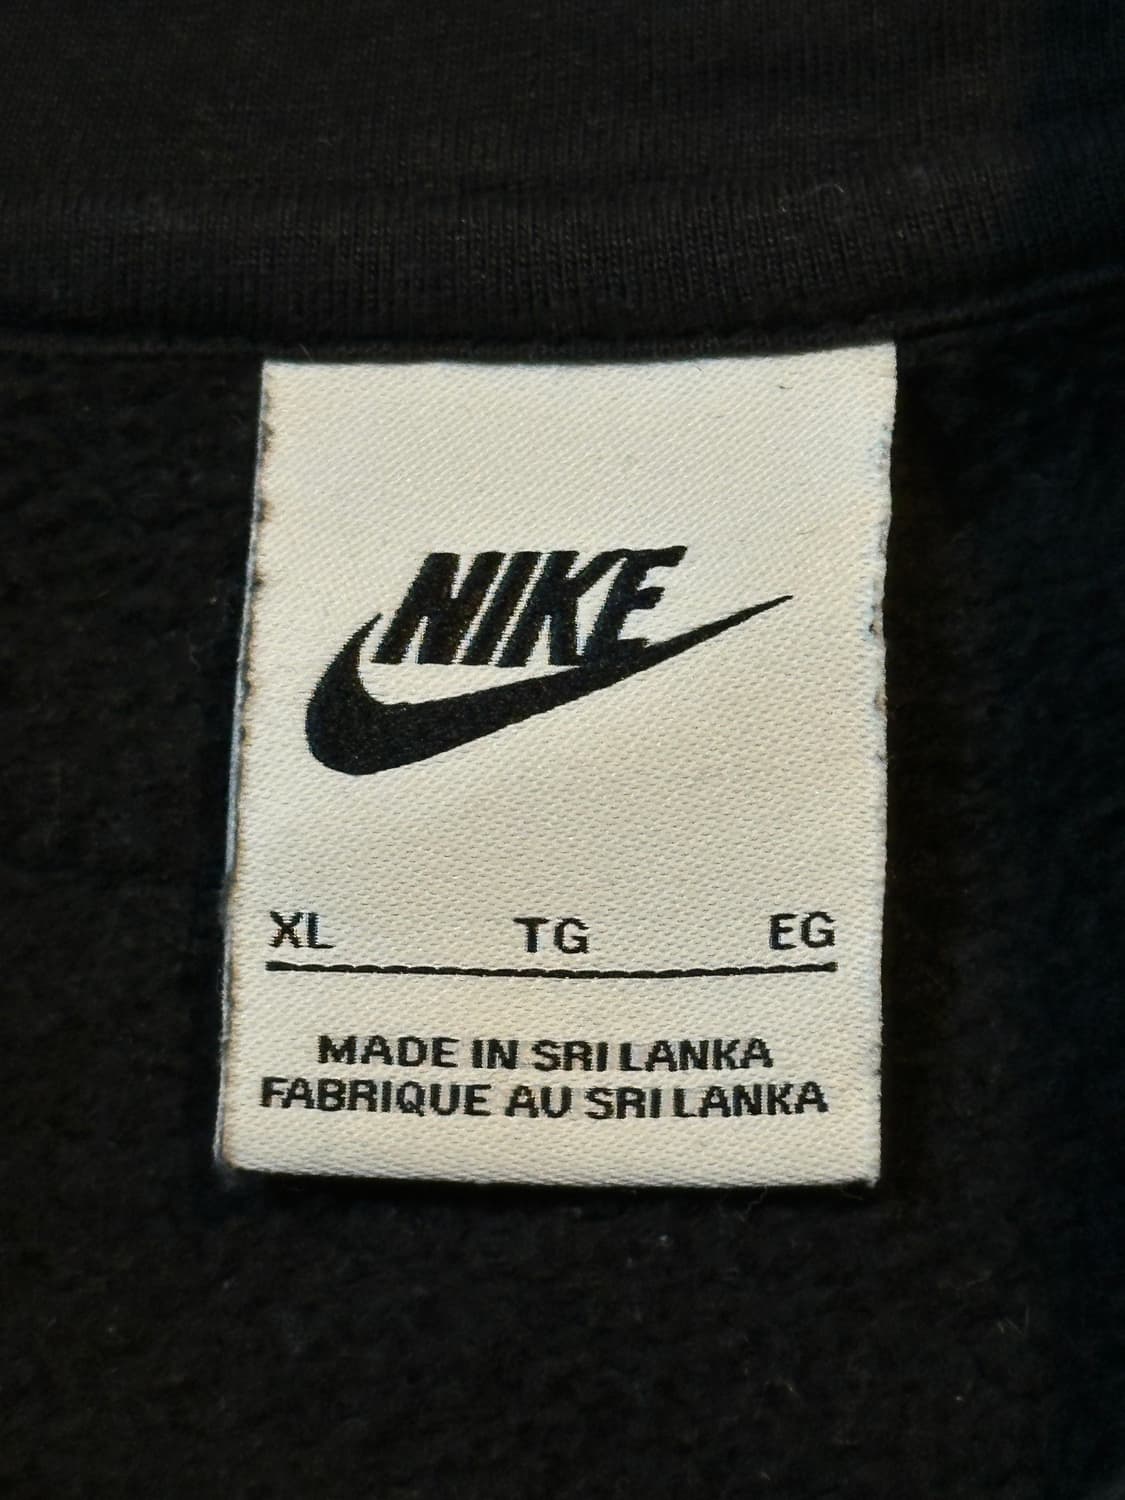 NIKE
XL TG EG
MADE IN SRI LANKA
FABRIQUE AU SRI LANKA